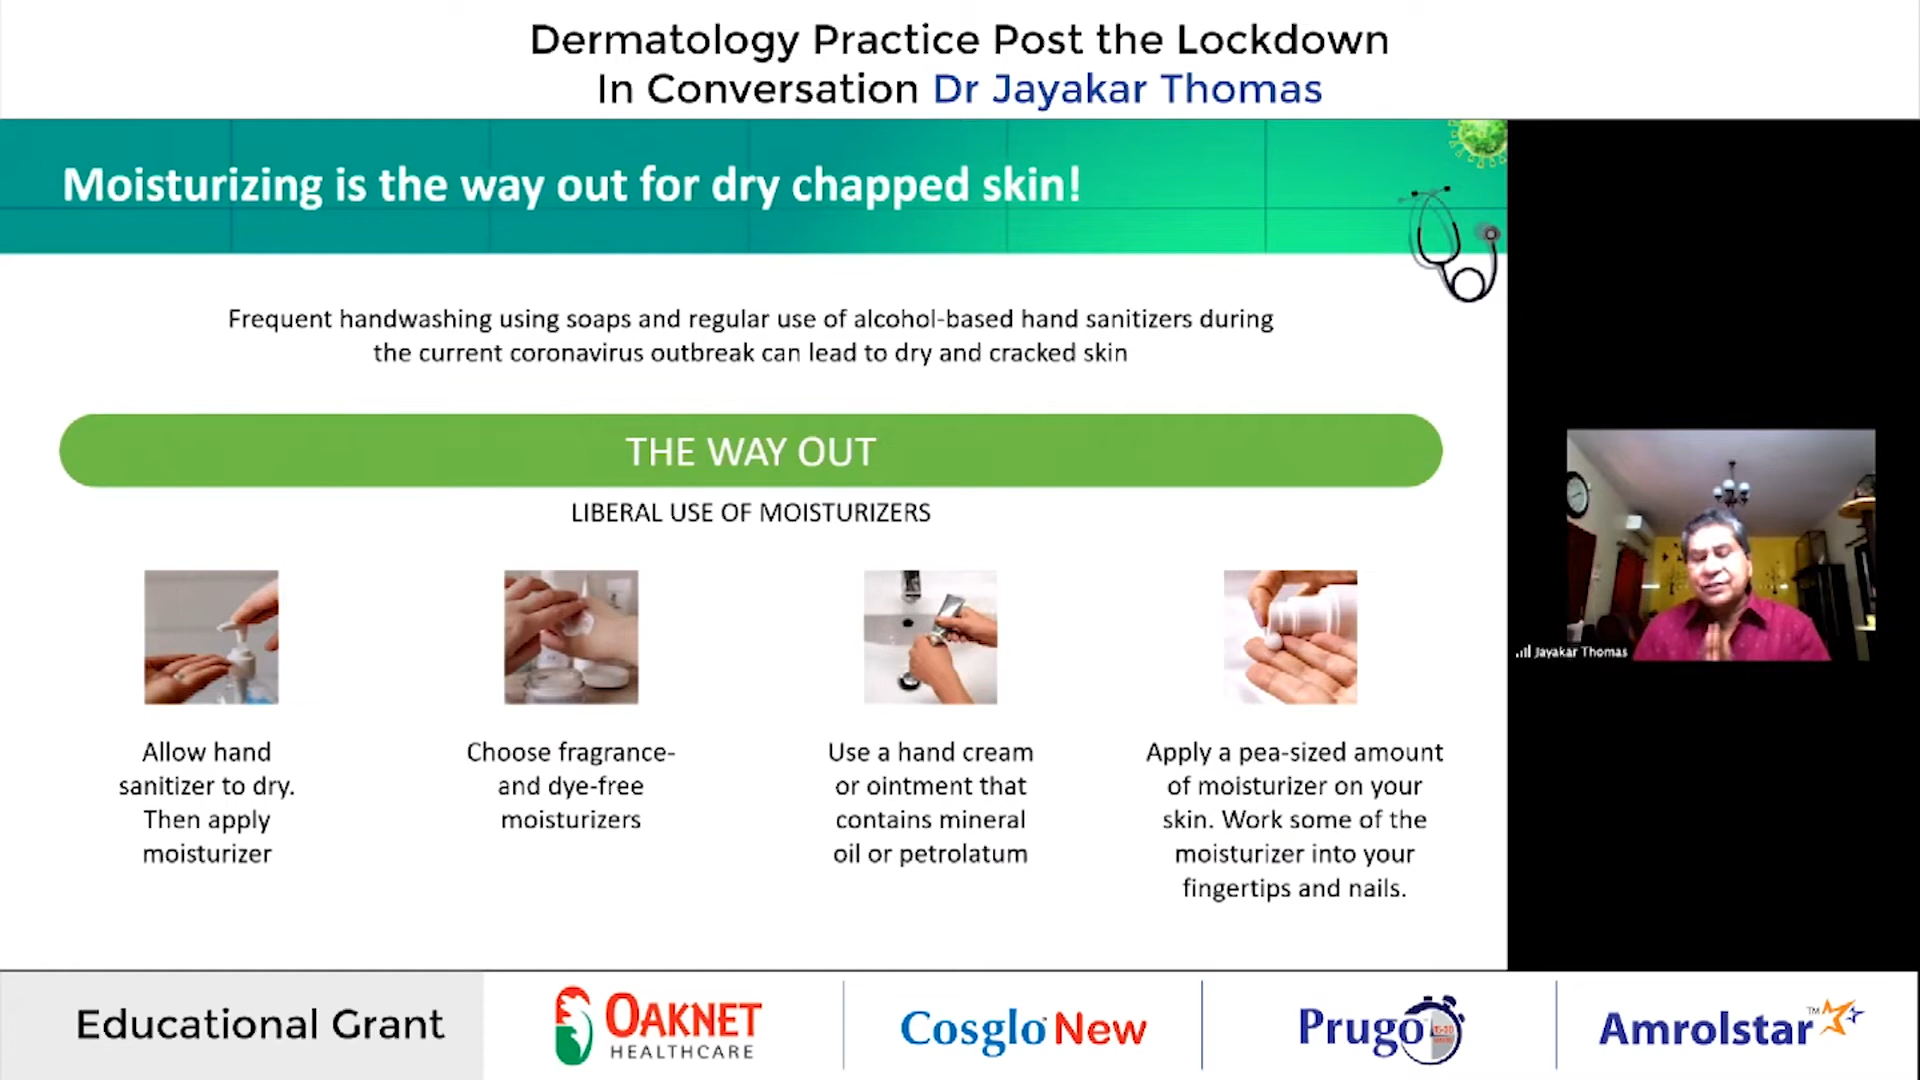 Dermatology Practice Post the Lockdown
In Conversation Dr Jayakar Thomas
Moisturizing is the way out for dry chapped skin!
Frequent handwashing using soaps and regular use of alcohol-based hand sanitizers during
the current coronavirus outbreak can lead to dry and cracked skin
THE WAY OUT
LIBERAL USE OF MOISTURIZERS
Allow hand
sanitizer to dry.
Then apply
moisturizer
Choose fragrance-
and dye-free
moisturizers
Use a hand cream
or ointment that
contains mineral
oil or petrolatum
Apply a pea-sized amount
of moisturizer on your
skin. Work some of the
moisturizer into your
fingertips and nails.
Jayakar Thomas
Educational Grant
OAKNET
HEALTHCARE
Cosglo New
Prugo
Amrolstar™